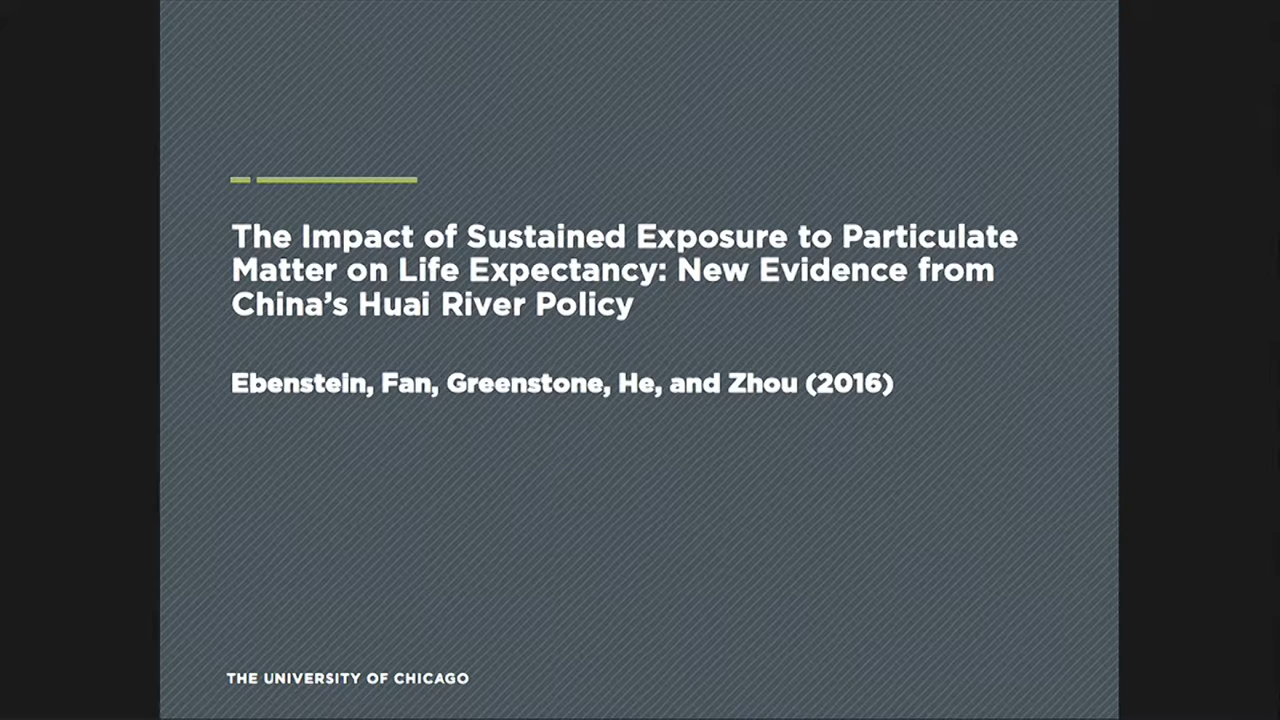 The Impact of Sustained Exposure to Particulate
Matter on Life Expectancy: New Evidence from
China’s Huai River Policy
Ebenstein, Fan, Greenstone, He, and Zhou (2016)
THE UNIVERSITY OF CHICAGO